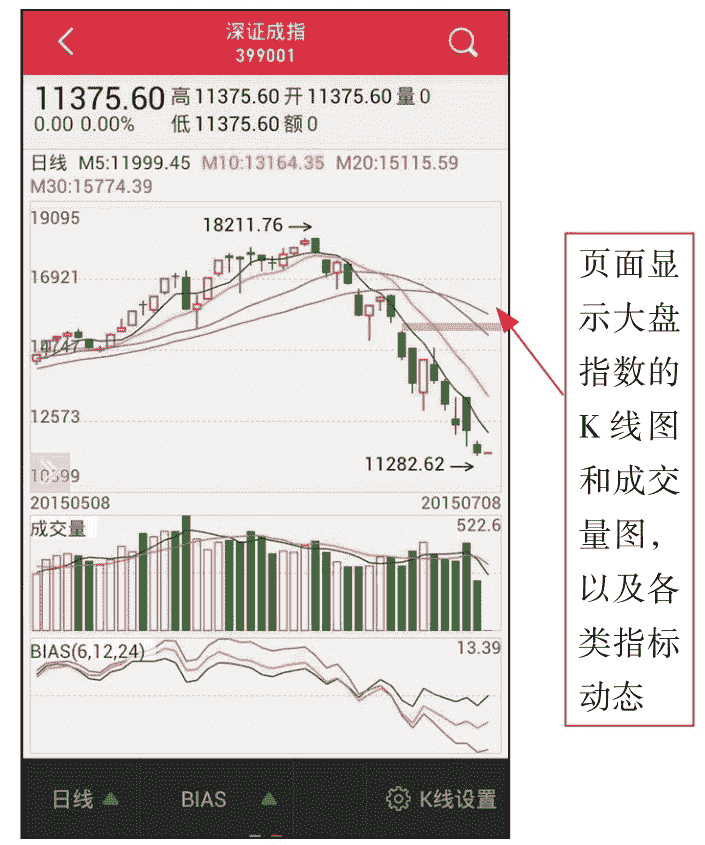 深证成指
399001
11375.60 高 11375.60 开 11375.60 量 0
0.00 0.00% 低 11375.60 额 0
日线 M5:11999.45 M10:13164.35 M20:15115.59
M30:15774.39
19095
18211.76
16921
14747
12573
11282.62
20150508 20150708
成交量 522.6
BIAS(6,12,24) 13.39
日线 BIAS K线设置
页面显
示大盘
指数的
K 线图
和成交
量图，
以及各
类指标
动态